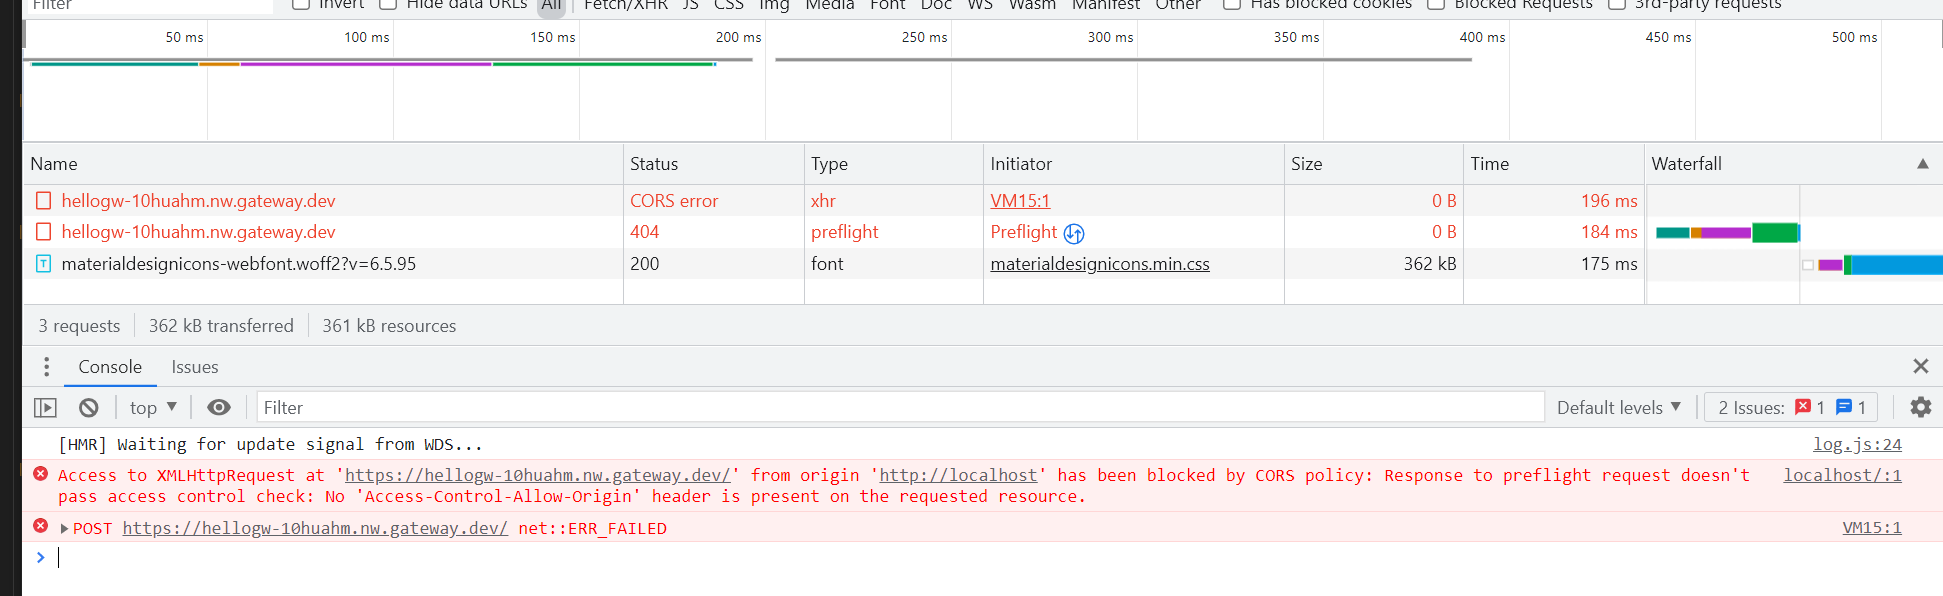 Filter Invert Hide data URLs All Fetch/XHR JS CSS Img Media Font Doc WS Wasm Manifest Other Has blocked cookies Blocked Requests 3rd-party requests
50 ms 100 ms 150 ms 200 ms 250 ms 300 ms 350 ms 400 ms 450 ms 500 ms
Name Status Type Initiator Size Time Waterfall
hellogw-10huahm.nw.gateway.dev CORS error xhr VM15:1 0 B 196 ms
hellogw-10huahm.nw.gateway.dev 404 preflight Preflight 0 B 184 ms
materialdesignicons-webfont.woff2?v=6.5.95 200 font materialdesignicons.min.css 362 kB 175 ms
3 requests 362 kB transferred 361 kB resources
Console Issues
top Filter Default levels 2 Issues: 1 1
[HMR] Waiting for update signal from WDS... log.js:24
Access to XMLHttpRequest at 'https://hellogw-10huahm.nw.gateway.dev/' from origin 'http://localhost' has been blocked by CORS policy: Response to preflight request doesn't localhost/:1
pass access control check: No 'Access-Control-Allow-Origin' header is present on the requested resource.
POST https://hellogw-10huahm.nw.gateway.dev/ net::ERR_FAILED VM15:1